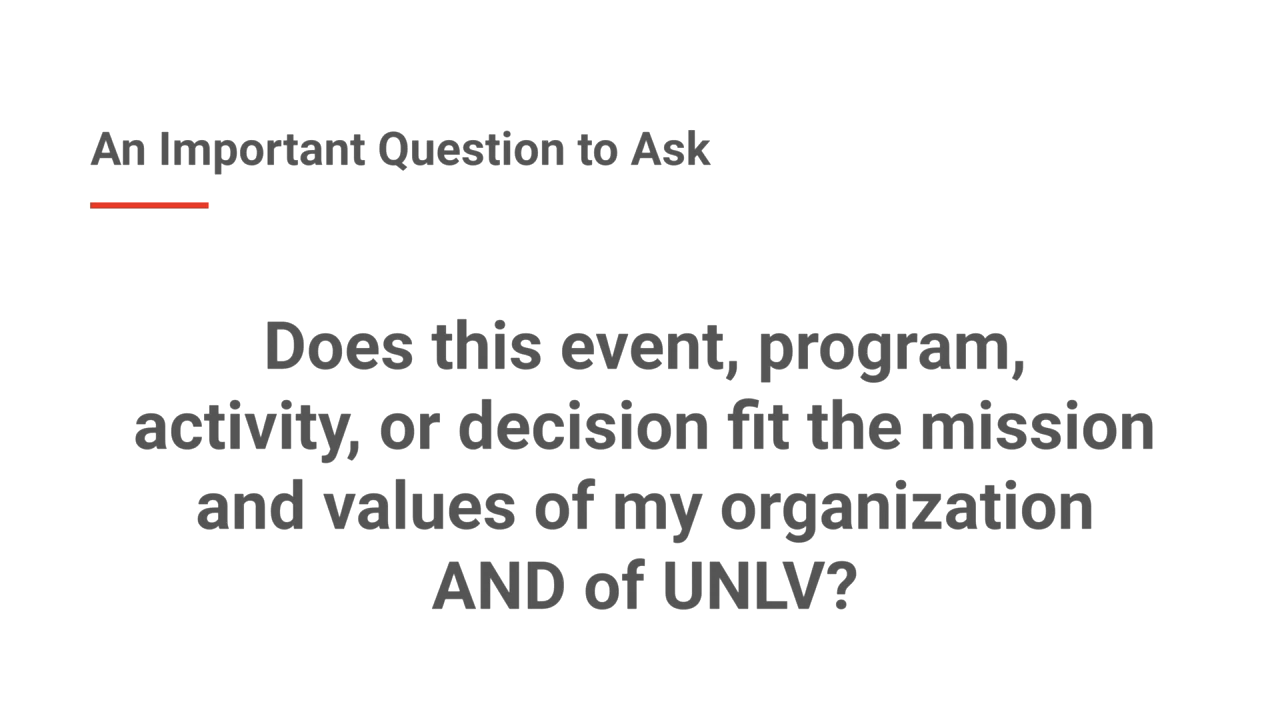 An Important Question to Ask
Does this event, program,
activity, or decision fit the mission
and values of my organization
AND of UNLV?